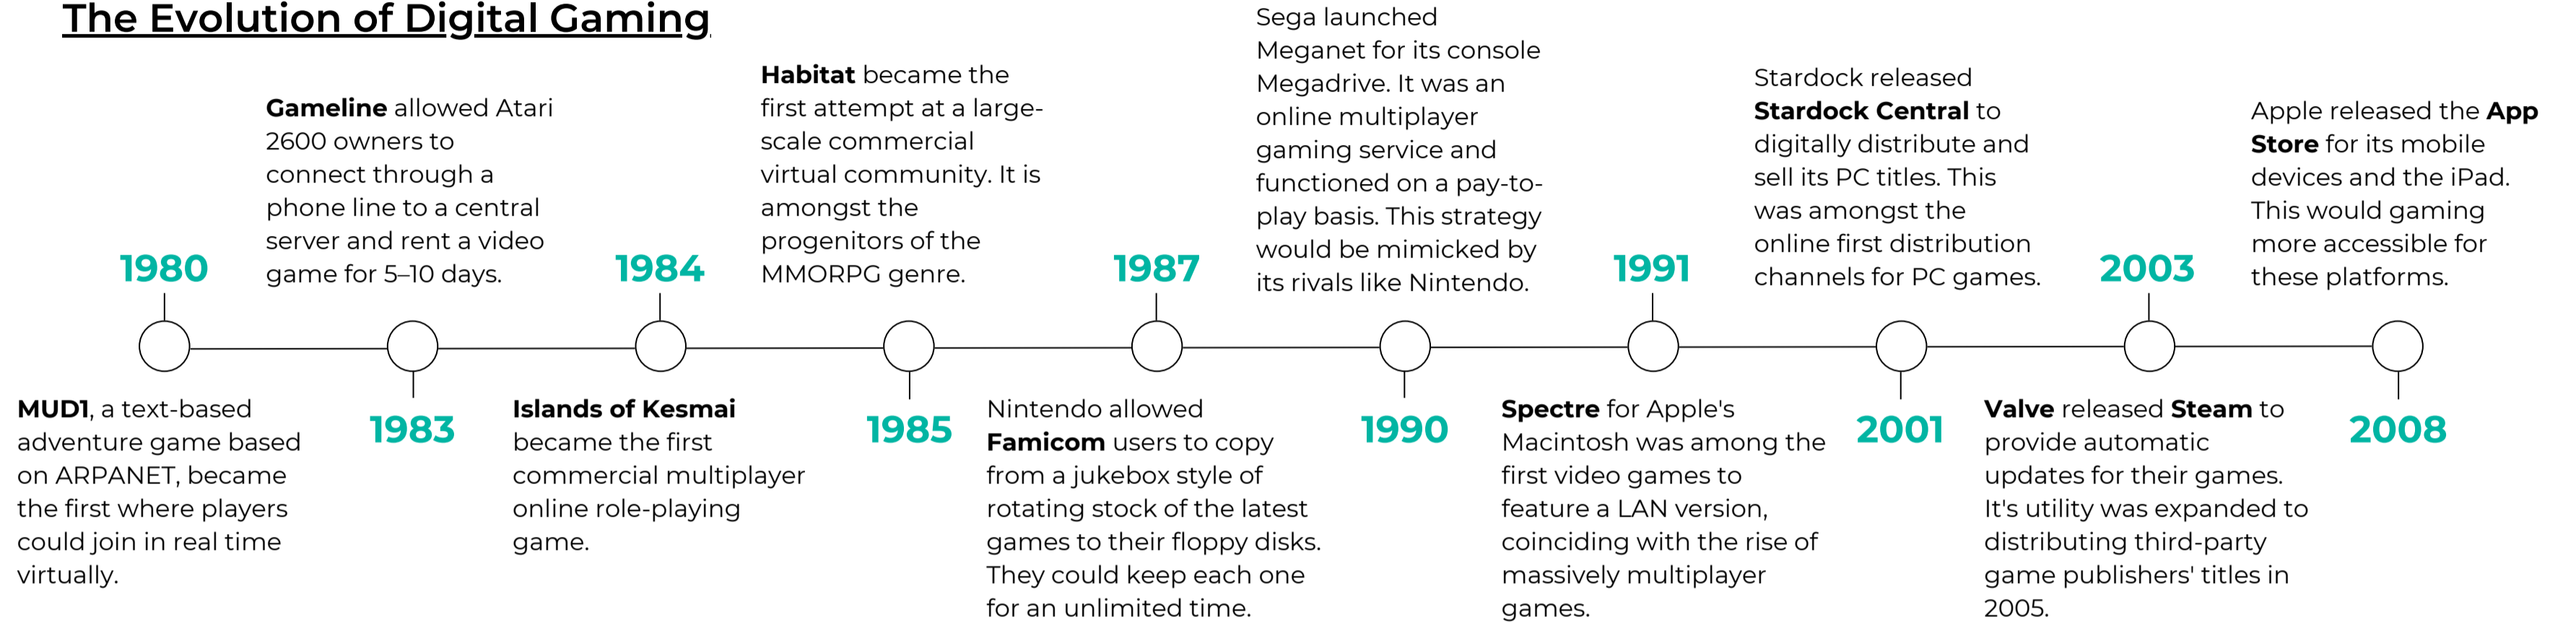 The Evolution of Digital Gaming
1980
MUD1, a text-based
adventure game based
on ARPANET, became
the first where players
could join in real time
virtually.
Gameline allowed Atari
2600 owners to
connect through a
phone line to a central
server and rent a video
game for 5–10 days.
1983
1984
Islands of Kesmai
became the first
commercial multiplayer
online role-playing
game.
Habitat became the
first attempt at a large-
scale commercial
virtual community. It is
amongst the
progenitors of the
MMORPG genre.
1985
1987
Nintendo allowed
Famicom users to copy
from a jukebox style of
rotating stock of the latest
games to their floppy disks.
They could keep each one
for an unlimited time.
Sega launched
Meganet for its console
Megadrive. It was an
online multiplayer
gaming service and
functioned on a pay-to-
play basis. This strategy
would be mimicked by
its rivals like Nintendo.
1990
1991
Spectre for Apple's
Macintosh was among the
first video games to
feature a LAN version,
coinciding with the rise of
massively multiplayer
games.
Stardock released
Stardock Central to
digitally distribute and
sell its PC titles. This
was amongst the
online first distribution
channels for PC games.
2001
2003
Valve released Steam to
provide automatic
updates for their games.
It's utility was expanded to
distributing third-party
game publishers' titles in
2005.
Apple released the App
Store for its mobile
devices and the iPad.
This would gaming
more accessible for
these platforms.
2008